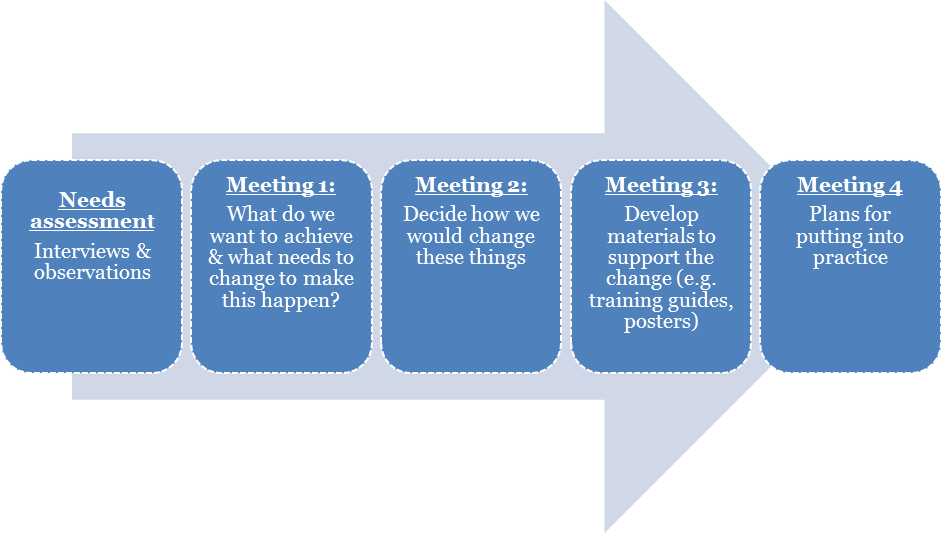 Needs
assessment
Interviews &
observations
Meeting 1:
What do we
want to achieve
& what needs to
change to make
this happen?
Meeting 2:
Decide how we
would change
these things
Meeting 3:
Develop
materials to
support the
change (e.g.
training guides,
posters)
Meeting 4
Plans for
putting into
practice